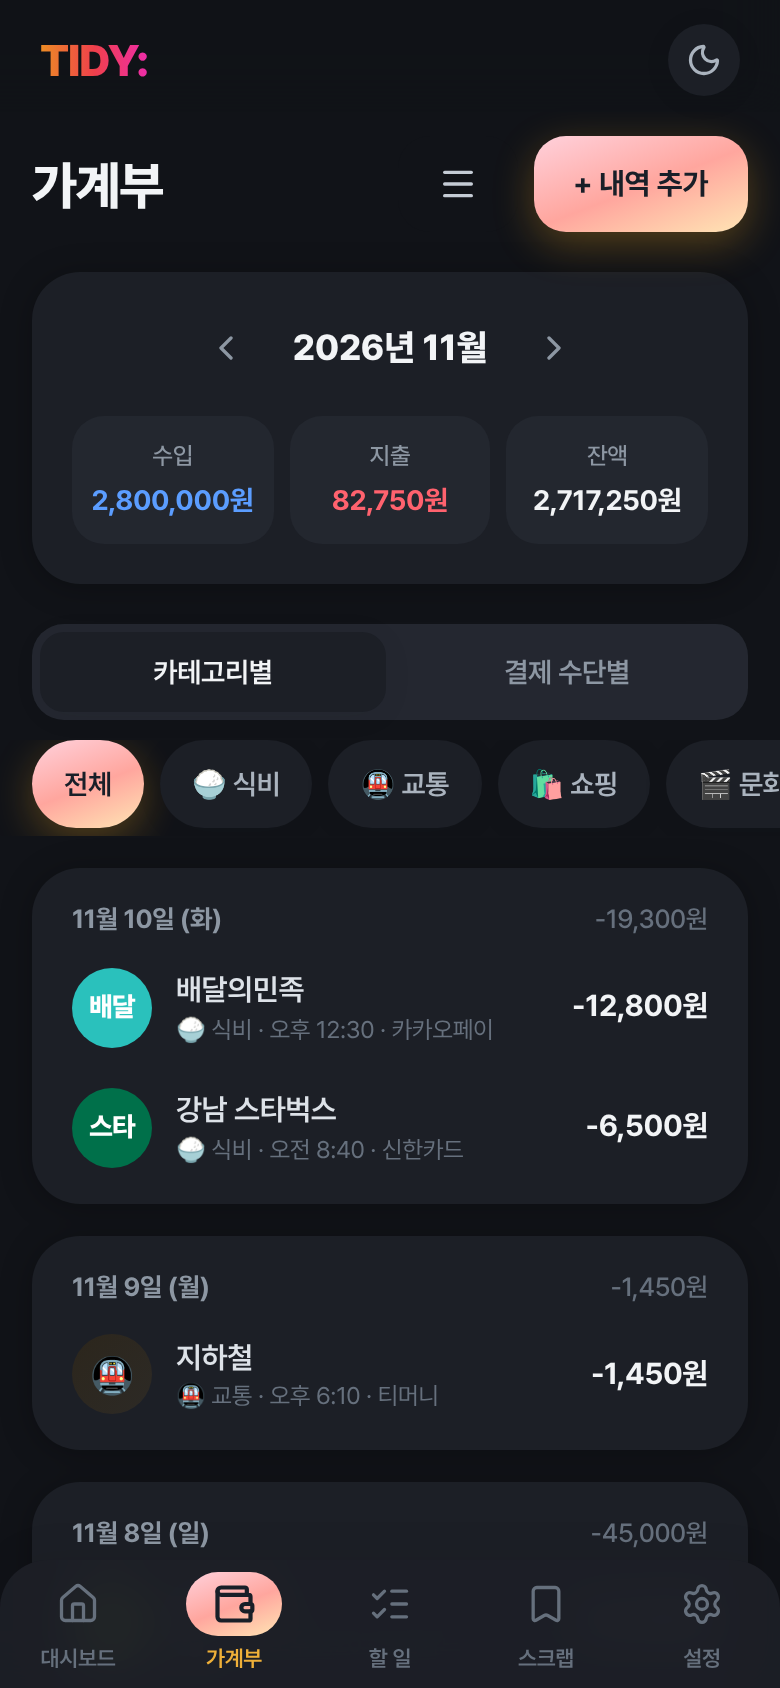 TIDY:
가계부
+ 내역 추가
2026년 11월
수입
지출
잔액
2,800,000원
82,750원
2,717,250원
카테고리별
결제 수단별
전체
🍚 식비
🚇 교통
🛍️ 쇼핑
🎬 문화
11월 10일 (화)
-19,300원
배달
배달의민족
-12,800원
🍚 식비 · 오후 12:30 · 카카오페이
스타
강남 스타벅스
-6,500원
🍚 식비 · 오전 8:40 · 신한카드
11월 9일 (월)
-1,450원
지하철
-1,450원
🚇 교통 · 오후 6:10 · 티머니
11월 8일 (일)
-45,000원
대시보드
가계부
할 일
스크랩
설정